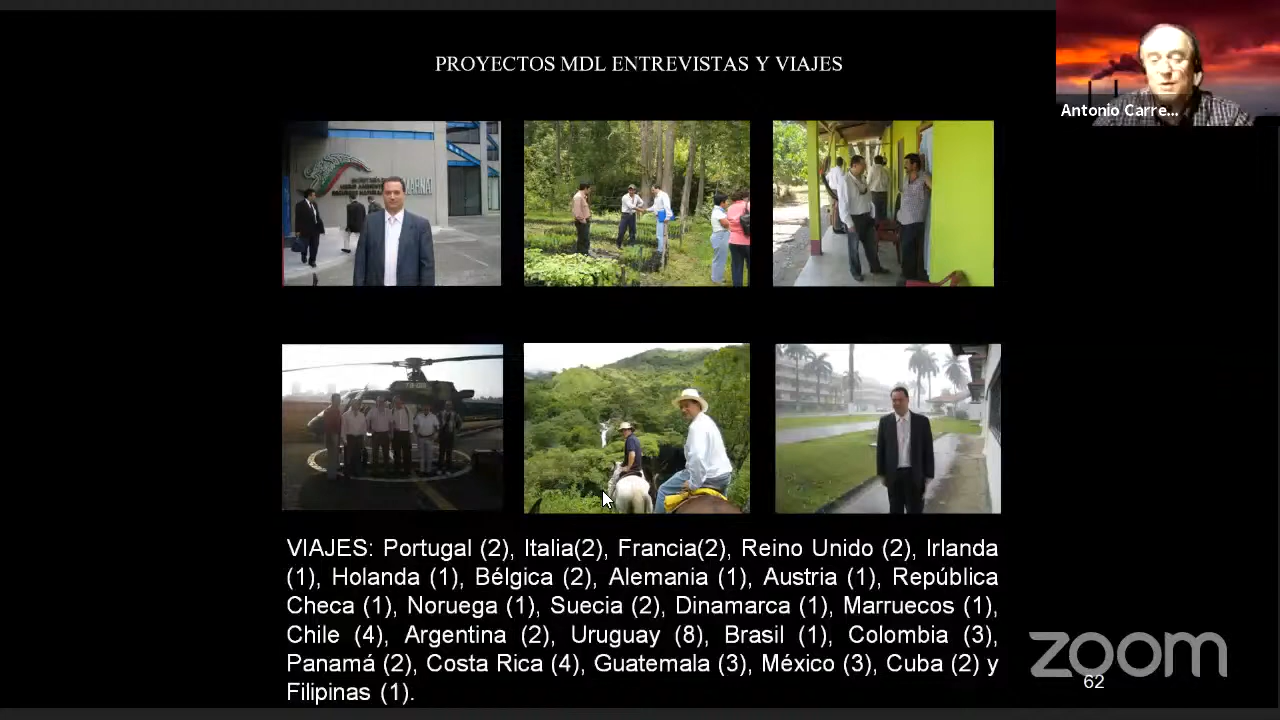 PROYECTOS MDL ENTREVISTAS Y VIAJES
Antonio Carre...
VIAJES: Portugal (2), Italia(2), Francia(2), Reino Unido (2), Irlanda
(1), Holanda (1), Bélgica (2), Alemania (1), Austria (1), República
Checa (1), Noruega (1), Suecia (2), Dinamarca (1), Marruecos (1),
Chile (4), Argentina (2), Uruguay (8), Brasil (1), Colombia (3),
Panamá (2), Costa Rica (4), Guatemala (3), México (3), Cuba (2) y
Filipinas (1).
zoom
62